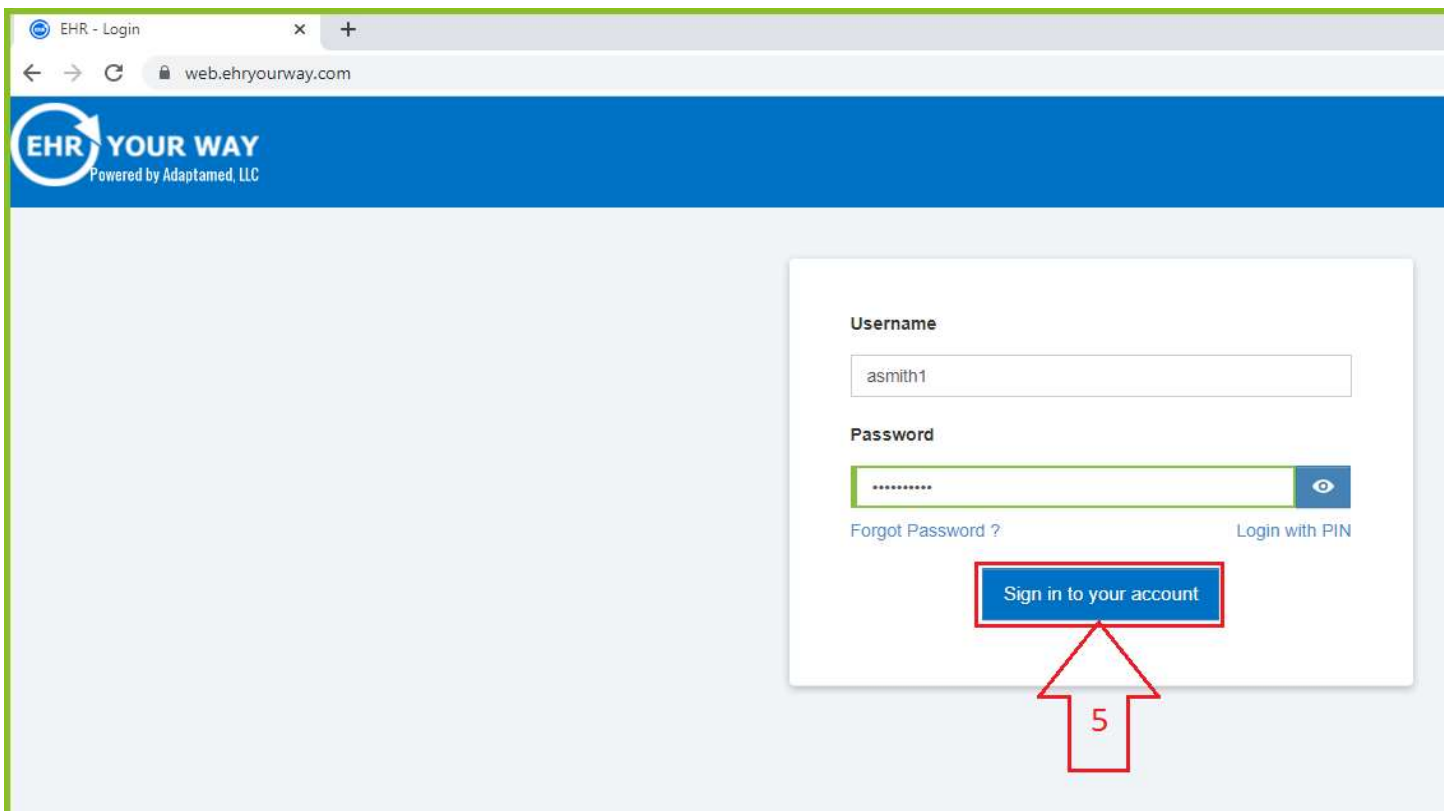 EHR - Login
web.ehryourway.com
EHR YOUR WAY
Powered by Adaptamed, LLC
Username
asmith1
Password
••••••••••
Forgot Password ?
Login with PIN
Sign in to your account
5